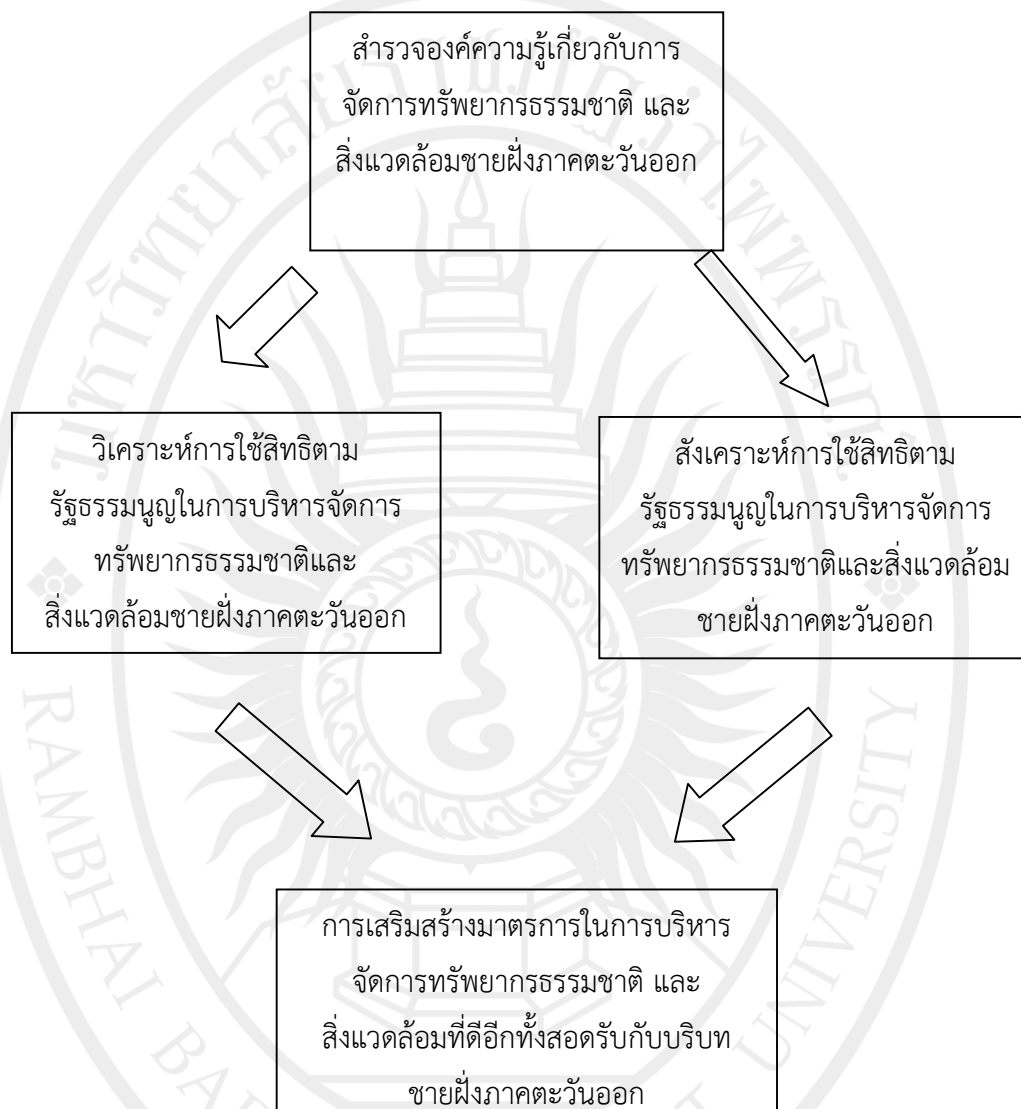 สำรวจองค์ความรู้เกี่ยวกับการ
จัดการทรัพยากรธรรมชาติ และ
สิ่งแวดล้อมชายฝั่งภาคตะวันออก
วิเคราะห์การใช้สิทธิตาม
รัฐธรรมนูญในการบริหารจัดการ
ทรัพยากรธรรมชาติและ
สิ่งแวดล้อมชายฝั่งภาคตะวันออก
สังเคราะห์การใช้สิทธิตาม
รัฐธรรมนูญในการบริหารจัดการ
ทรัพยากรธรรมชาติและสิ่งแวดล้อม
ชายฝั่งภาคตะวันออก
การเสริมสร้างมาตรการในการบริหาร
จัดการทรัพยากรธรรมชาติ และ
สิ่งแวดล้อมที่ดีอีกทั้งสอดรับกับบริบท
ชายฝั่งภาคตะวันออก
RAMBHAI
UNIVERSITY